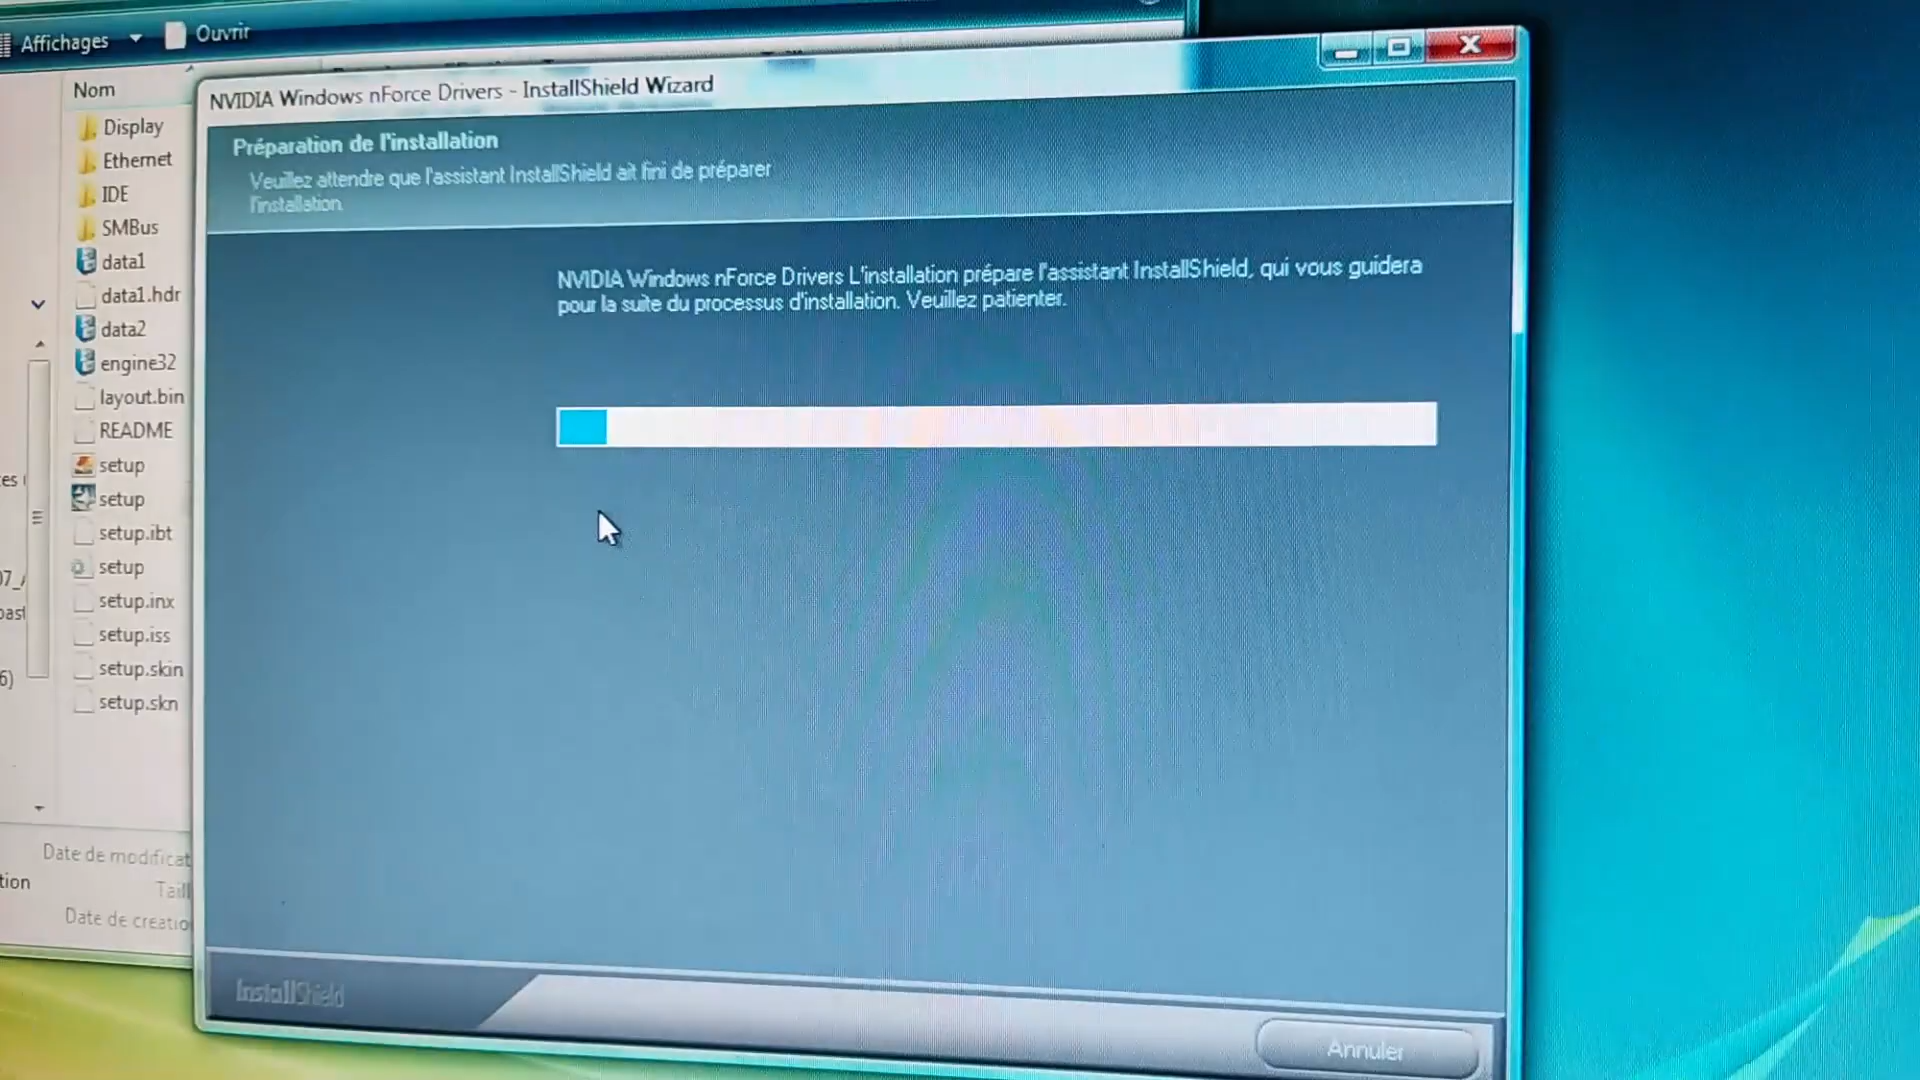 Affichages
Ouvrir
Nom
Display
Ethernet
IDE
SMBus
data1
data1.hdr
data2
engine32
layout.bin
README
setup
setup
setup.ibt
setup
setup.inx
setup.iss
setup.skin
setup.skn
Date de modificat
Taill
Date de creatio
tion
NVIDIA Windows nForce Drivers - InstallShield Wizard
Préparation de l'installation
Veuillez attendre que l'assistant InstallShield ait fini de préparer
l'installation.
NVIDIA Windows nForce Drivers L'installation prépare l'assistant InstallShield, qui vous guidera
pour la suite du processus d'installation. Veuillez patienter.
InstallShield
Annuler